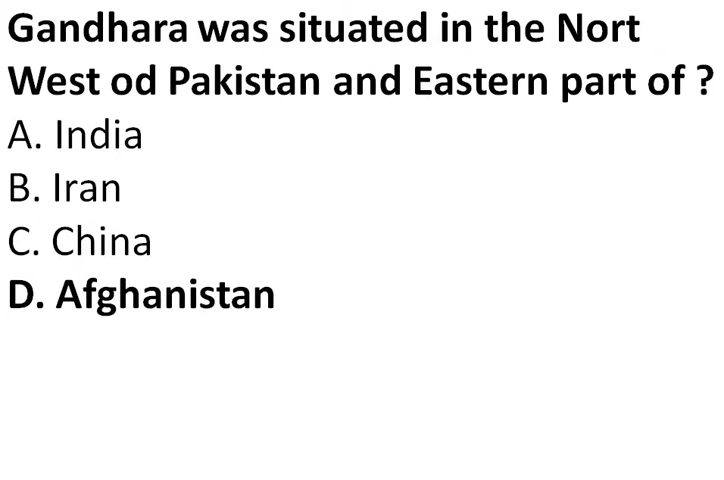 Gandhara was situated in the Nort
West od Pakistan and Eastern part of ?
A. India
B. Iran
C. China
D. Afghanistan